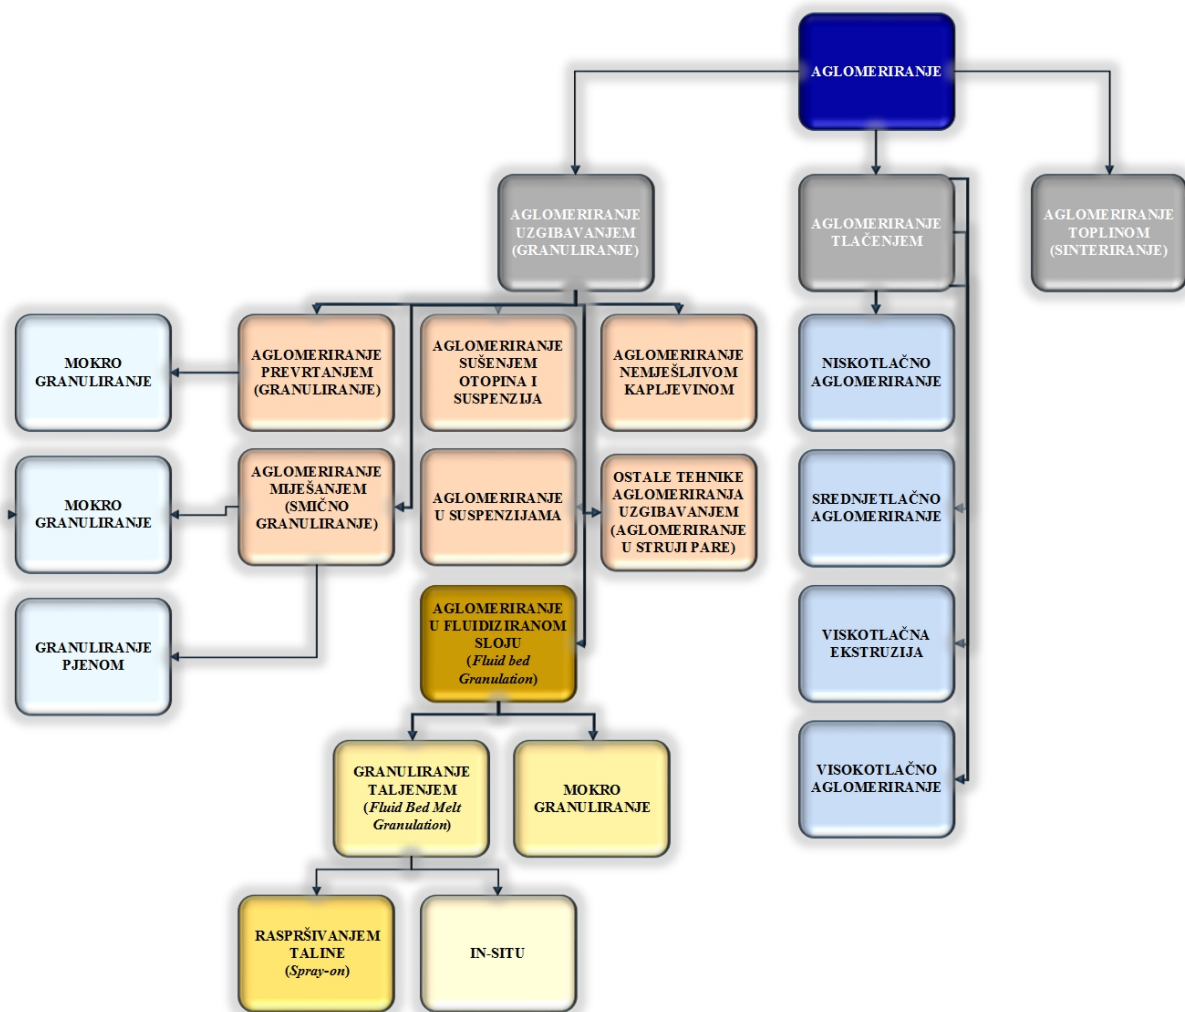 AGLOMERIRANJE
AGLOMERIRANJE
UZGIBAVANJEM
(GRANULIRANJE)
AGLOMERIRANJE
TLAČENJEM
AGLOMERIRANJE
TOPLINOM
(SINTERIRANJE)
MOKRO
GRANULIRANJE
AGLOMERIRANJE
PREVRTANJEM
(GRANULIRANJE)
AGLOMERIRANJE
SUŠENJEM
OTOPINA I
SUSPENZIJA
AGLOMERIRANJE
NEMJEŠLJIVOM
KAPLJEVINOM
NISKOTLAČNO
AGLOMERIRANJE
MOKRO
GRANULIRANJE
AGLOMERIRANJE
MIJEŠANJEM
(SMIČNO
GRANULIRANJE)
AGLOMERIRANJE
U SUSPENZIJAMA
OSTALE TEHNIKE
AGLOMERIRANJA
UZGIBAVANJEM
(AGLOMERIRANJE
U STRUJI PARE)
SREDNJETLAČNO
AGLOMERIRANJE
GRANULIRANJE
PJENOM
AGLOMERIRANJE
U FLUIDIZIRANOM
SLOJU
(Fluid bed
Granulation)
VISKOTLAČNA
EKSTRUZIJA
GRANULIRANJE
TALJENJEM
(Fluid Bed Melt
Granulation)
MOKRO
GRANULIRANJE
VISOKOTLAČNO
AGLOMERIRANJE
RASPRŠIVANJEM
TALINE
(Spray-on)
IN-SITU